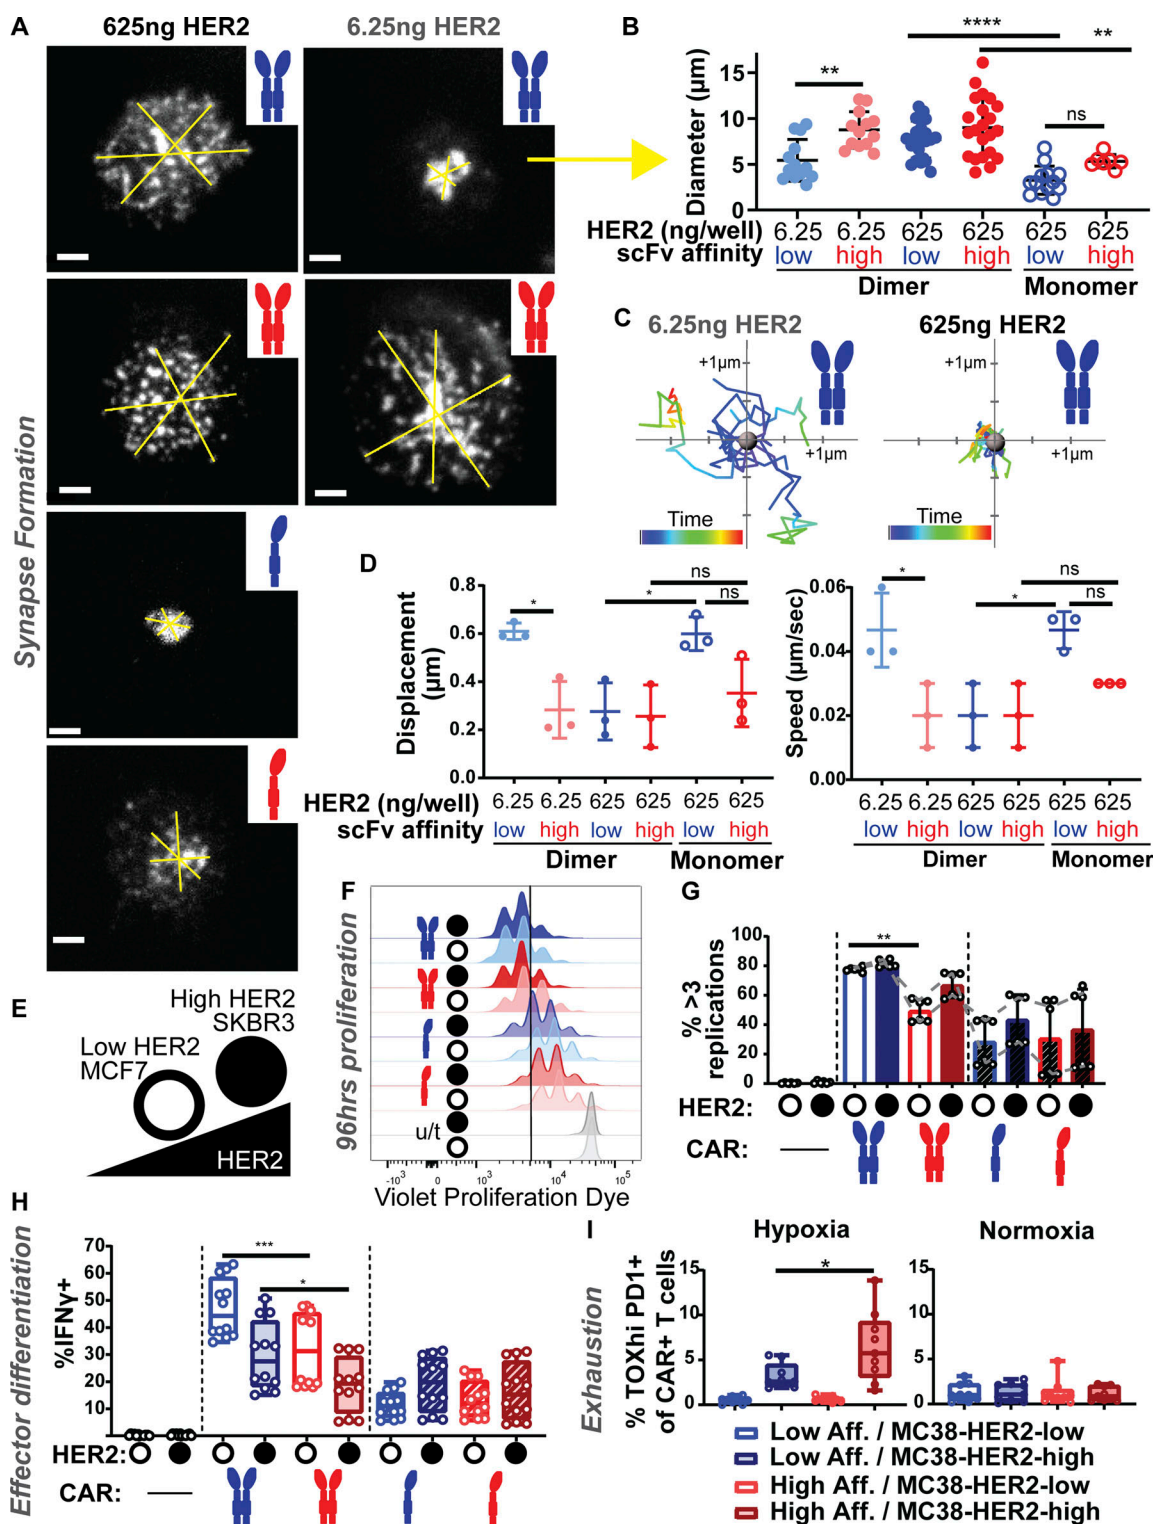 A
625ng HER2
6.25ng HER2
Synapse Formation
B
Diameter (μm)
15
10
5
0
**
****
**
ns
HER2 (ng/well)
6.25 6.25 625 625 625 625
scFv affinity
low high low high low high
Dimer
Monomer
C
6.25ng HER2
625ng HER2
+1μm
+1μm
+1μm
+1μm
Time
Time
D
Displacement
(μm)
0.8
0.6
0.4
0.2
0.0
*
*
ns
ns
HER2 (ng/well)
6.25 6.25 625 625 625 625
scFv affinity
low high low high low high
Dimer
Monomer
Speed (μm/sec)
0.06
0.04
0.02
0.00
*
*
ns
ns
6.25 6.25 625 625 625 625
low high low high low high
Dimer
Monomer
E
High HER2
SKBR3
Low HER2
MCF7
HER2
F
96hrs proliferation
u/t
-10³ 0 10³ 10⁴ 10⁵
Violet Proliferation Dye
G
% >3
replications
100
80
60
40
20
0
**
HER2:
CAR:
H
Effector differentiation
%IFNγ+
70
60
50
40
30
20
10
***
*
HER2:
CAR:
I
Exhaustion
% TOXhi PD1+
of CAR+ T cells
Hypoxia
15
10
5
0
*
Normoxia
15
10
5
0
Low Aff. / MC38-HER2-low
Low Aff. / MC38-HER2-high
High Aff. / MC38-HER2-low
High Aff. / MC38-HER2-high